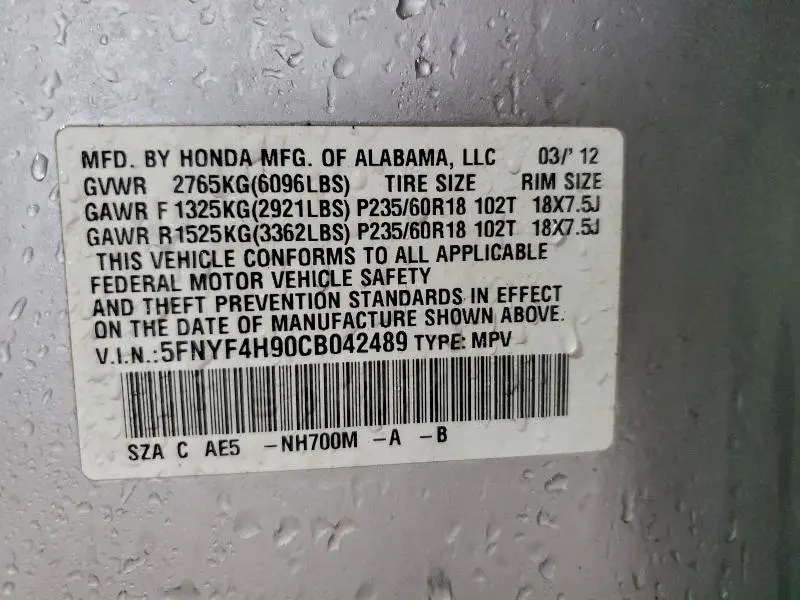 MFD. BY HONDA MFG. OF ALABAMA, LLC 03/' 12
GVWR 2765KG(6096LBS) TIRE SIZE RIM SIZE
GAWR F 1325KG(2921LBS) P235/60R18 102T 18X7.5J
GAWR R1525KG(3362LBS) P235/60R18 102T 18X7.5J
THIS VEHICLE CONFORMS TO ALL APPLICABLE
FEDERAL MOTOR VEHICLE SAFETY
AND THEFT PREVENTION STANDARDS IN EFFECT
ON THE DATE OF MANUFACTURE SHOWN ABOVE.
V.I.N.:5FNYF4H90CB042489 TYPE: MPV
SZA C AE5 -NH700M -A -B